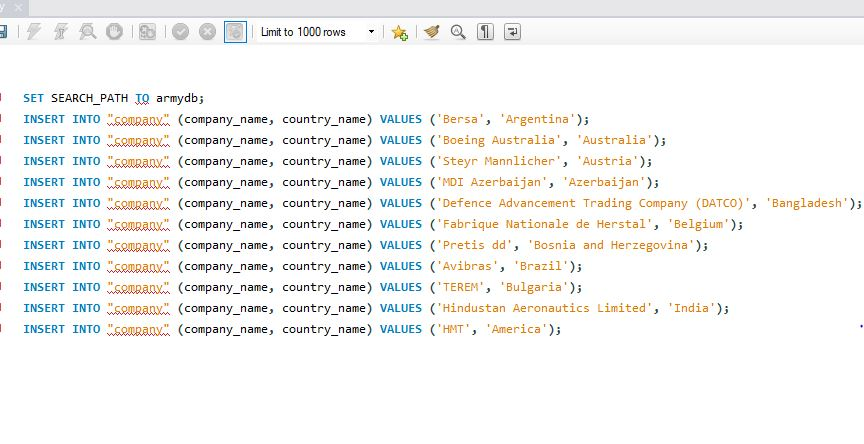 Limit to 1000 rows
SET SEARCH_PATH TO armydb;
INSERT INTO "company" (company_name, country_name) VALUES ('Bersa', 'Argentina');
INSERT INTO "company" (company_name, country_name) VALUES ('Boeing Australia', 'Australia');
INSERT INTO "company" (company_name, country_name) VALUES ('Steyr Mannlicher', 'Austria');
INSERT INTO "company" (company_name, country_name) VALUES ('MDI Azerbaijan', 'Azerbaijan');
INSERT INTO "company" (company_name, country_name) VALUES ('Defence Advancement Trading Company (DATCO)', 'Bangladesh');
INSERT INTO "company" (company_name, country_name) VALUES ('Fabrique Nationale de Herstal', 'Belgium');
INSERT INTO "company" (company_name, country_name) VALUES ('Pretis dd', 'Bosnia and Herzegovina');
INSERT INTO "company" (company_name, country_name) VALUES ('Avibras', 'Brazil');
INSERT INTO "company" (company_name, country_name) VALUES ('TEREM', 'Bulgaria');
INSERT INTO "company" (company_name, country_name) VALUES ('Hindustan Aeronautics Limited', 'India');
INSERT INTO "company" (company_name, country_name) VALUES ('HMT', 'America');